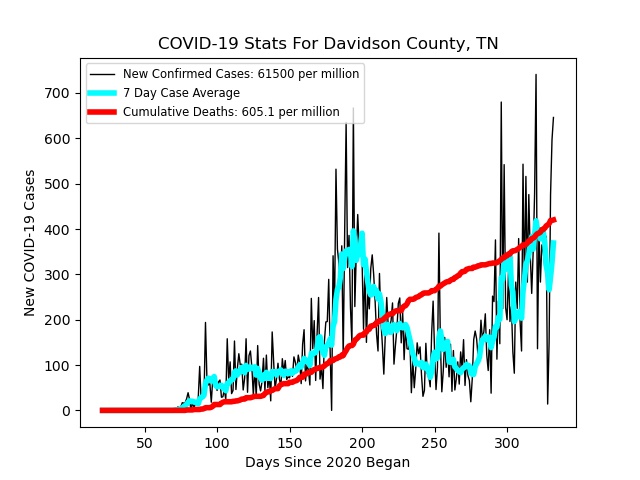 COVID-19 Stats For Davidson County, TN
New Confirmed Cases: 61500 per million
7 Day Case Average
Cumulative Deaths: 605.1 per million
New COVID-19 Cases
700
600
500
400
300
200
100
0
50
100
150
200
250
300
Days Since 2020 Began